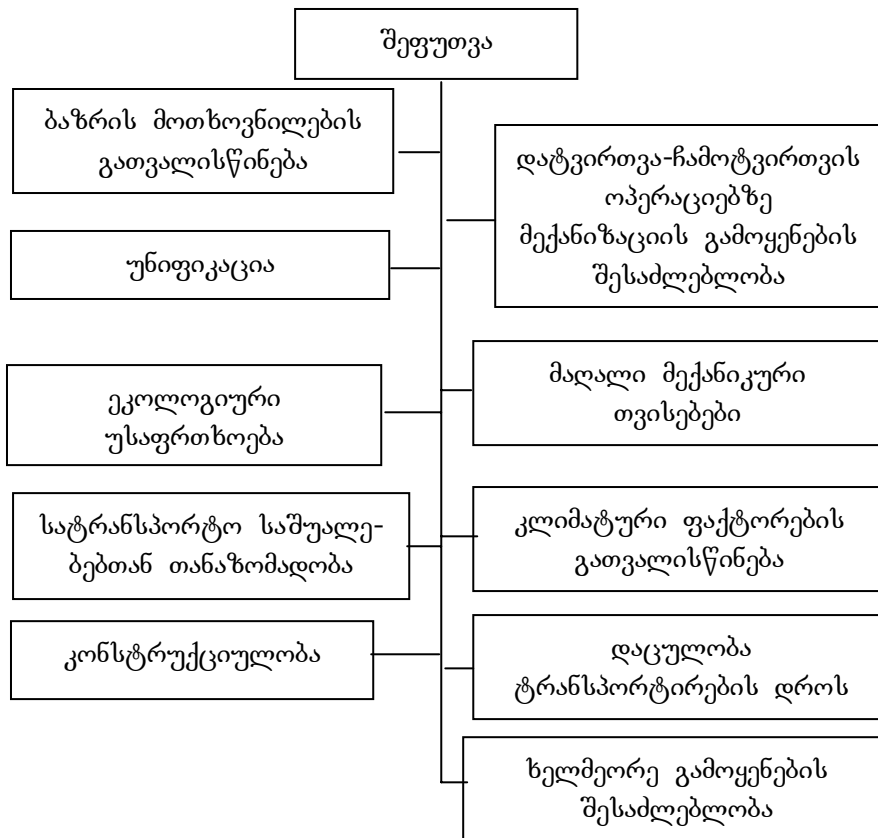 შეფუთვა
ბაზრის მოთხოვნილების
გათვალისწინება
დატვირთვა-ჩამოტვირთვის
ოპერაციებზე
მექანიზაციის გამოყენების
შესაძლებლობა
უნიფიკაცია
მაღალი მექანიკური
თვისებები
ეკოლოგიური
უსაფრთხოება
კლიმატური ფაქტორების
გათვალისწინება
სატრანსპორტო საშუალე-
ბებთან თანაზომადობა
დაცულობა
ტრანსპორტირების დროს
კონსტრუქციულობა
ხელმეორე გამოყენების
შესაძლებლობა